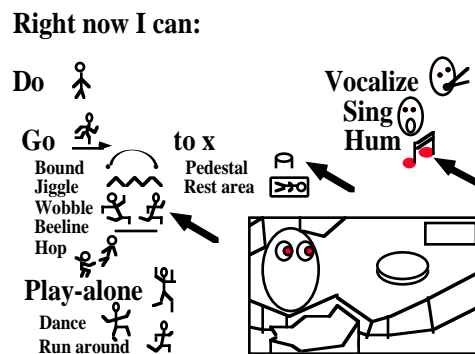 Right now I can:
Do
Vocalize
Sing
Go to x
Hum
Bound
Pedestal
Jiggle
Rest area
Wobble
Beeline
Hop
Play-alone
Dance
Run around